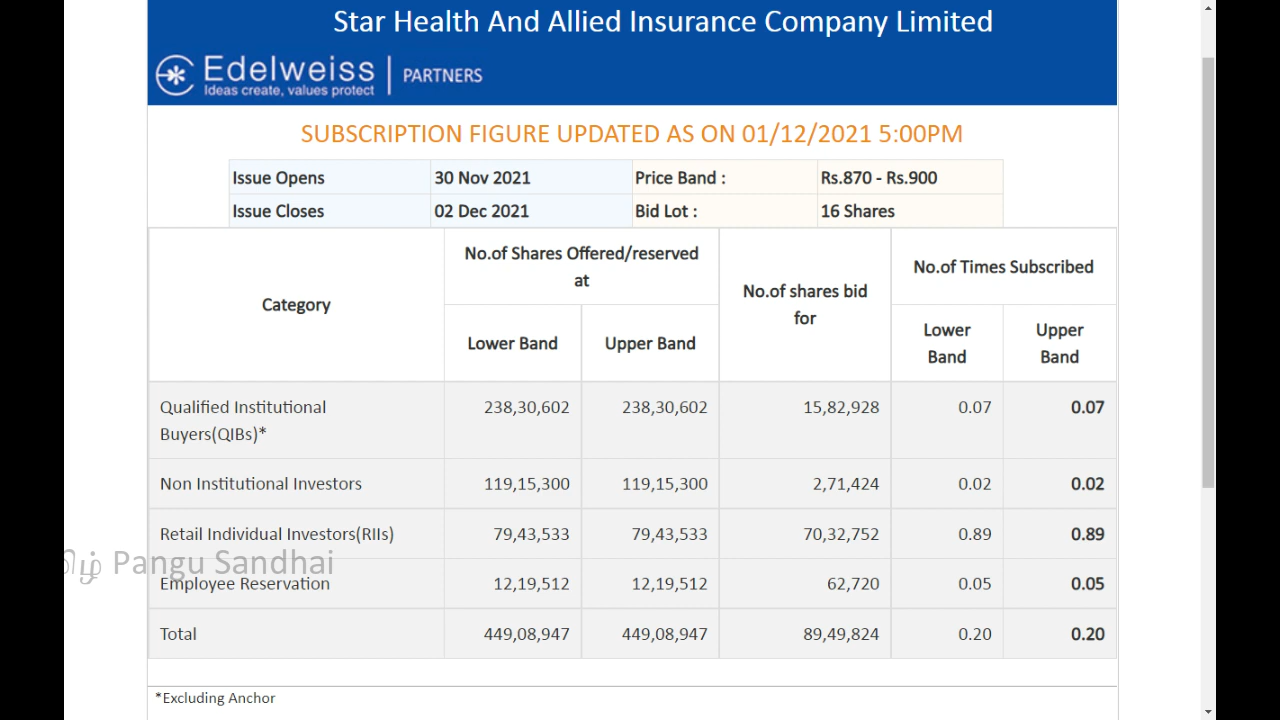 Star Health And Allied Insurance Company Limited
Edelweiss
Ideas create, values protect
PARTNERS
SUBSCRIPTION FIGURE UPDATED AS ON 01/12/2021 5:00PM
Issue Opens 30 Nov 2021 Price Band : Rs.870 - Rs.900
Issue Closes 02 Dec 2021 Bid Lot : 16 Shares
Category
No.of Shares Offered/reserved
at
No.of shares bid
for
No.of Times Subscribed
Lower Band Upper Band
Lower
Band
Upper
Band
Qualified Institutional
Buyers(QIBs)*
238,30,602 238,30,602 15,82,928 0.07 0.07
Non Institutional Investors 119,15,300 119,15,300 2,71,424 0.02 0.02
Retail Individual Investors(RIIs) 79,43,533 79,43,533 70,32,752 0.89 0.89
Pangu Sandhai
Employee Reservation 12,19,512 12,19,512 62,720 0.05 0.05
Total 449,08,947 449,08,947 89,49,824 0.20 0.20
*Excluding Anchor